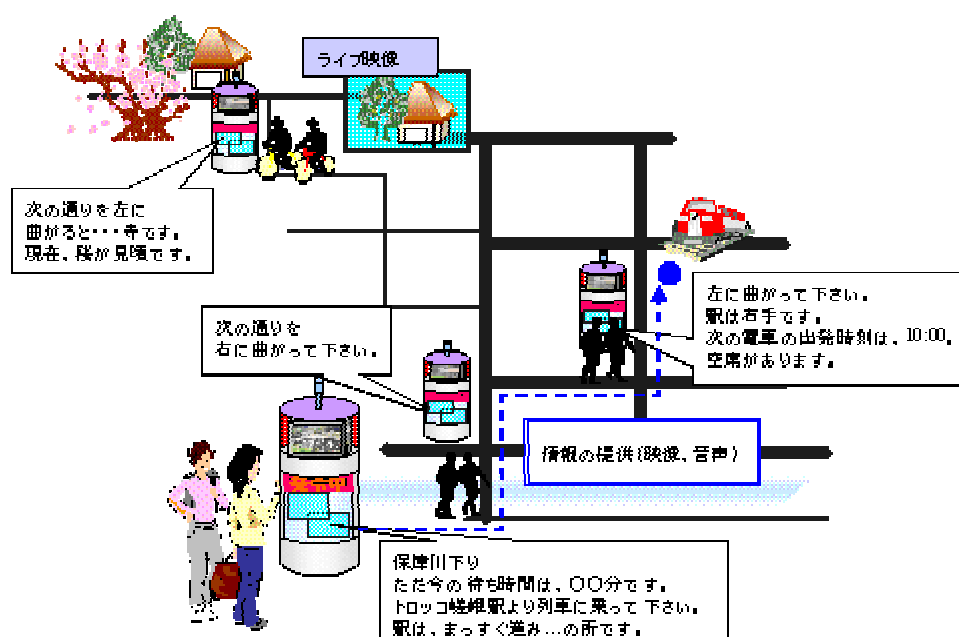 ライブ映像
次の通りを左に
曲がると・・・寺です。
現在、桜が見頃です。
次の通りを
右に曲がって下さい。
左に曲がって下さい。
駅は右手です。
次の電車の出発時刻は、10:00。
空席があります。
情報の提供(映像、音声)
保津川下り
ただ今の待ち時間は、〇〇分です。
トロッコ嵯峨駅より列車に乗って下さい。
駅は、まっすぐ進み...の所です。